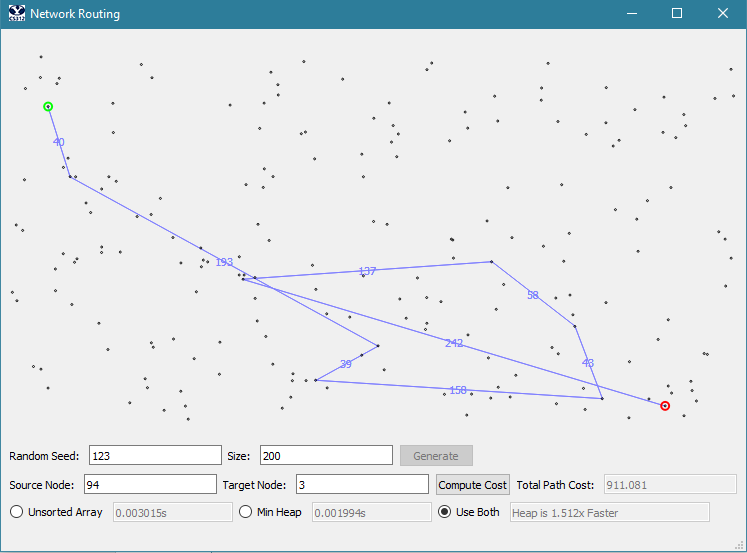 Network Routing
40
193
137
58
242
43
39
158
Random Seed: 123 Size: 200 Generate
Source Node: 94 Target Node: 3 Compute Cost Total Path Cost: 911.081
Unsorted Array 0.003015s Min Heap 0.001994s Use Both Heap is 1.512x Faster